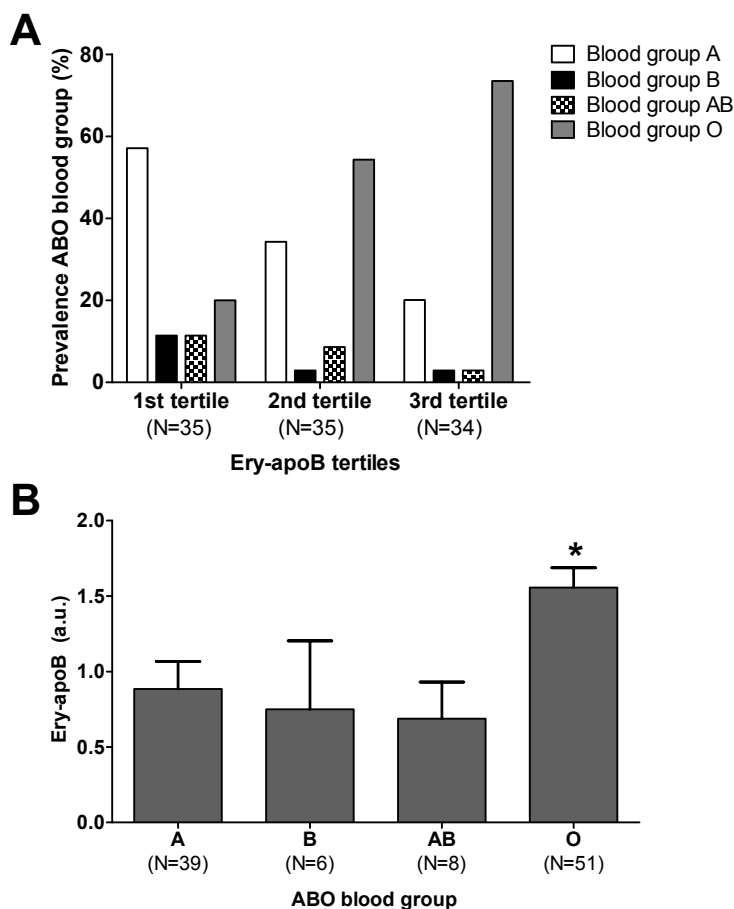 A
Prevalence ABO blood group (%)
80
60
40
20
0
Blood group A
Blood group B
Blood group AB
Blood group O
1st tertile 2nd tertile 3rd tertile
(N=35) (N=35) (N=34)
Ery-apoB tertiles
B
Ery-apoB (a.u.)
2.0
1.5
1.0
0.5
0.0
*
A B AB O
(N=39) (N=6) (N=8) (N=51)
ABO blood group